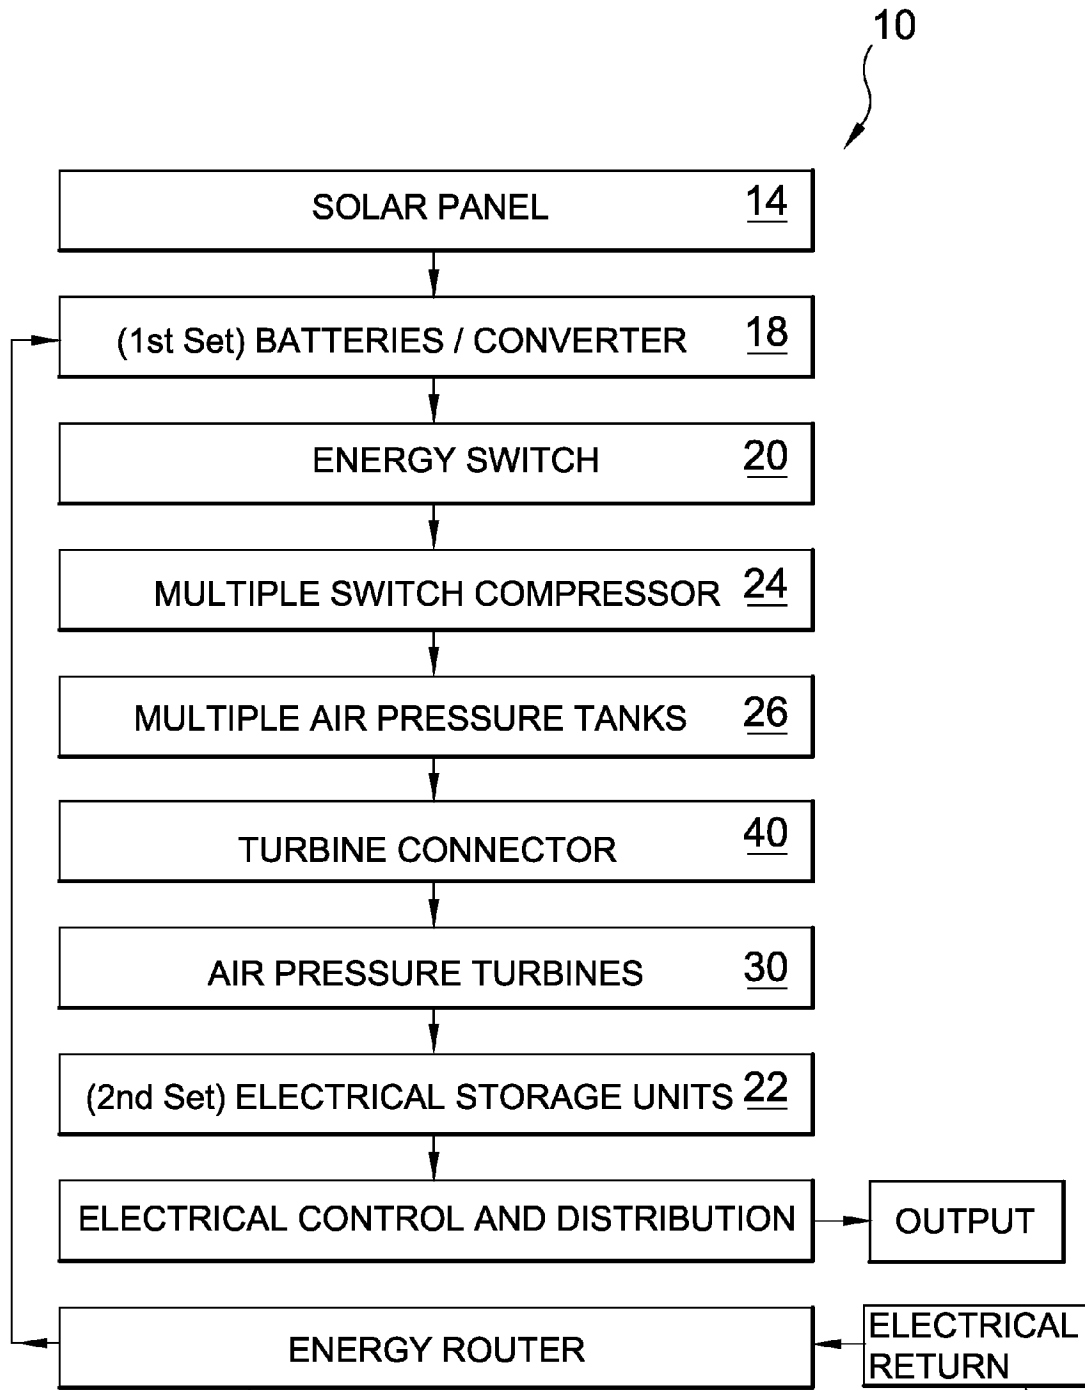 10
SOLAR PANEL 14
(1st Set) BATTERIES / CONVERTER 18
ENERGY SWITCH 20
MULTIPLE SWITCH COMPRESSOR 24
MULTIPLE AIR PRESSURE TANKS 26
TURBINE CONNECTOR 40
AIR PRESSURE TURBINES 30
(2nd Set) ELECTRICAL STORAGE UNITS 22
ELECTRICAL CONTROL AND DISTRIBUTION
OUTPUT
ENERGY ROUTER
ELECTRICAL
RETURN